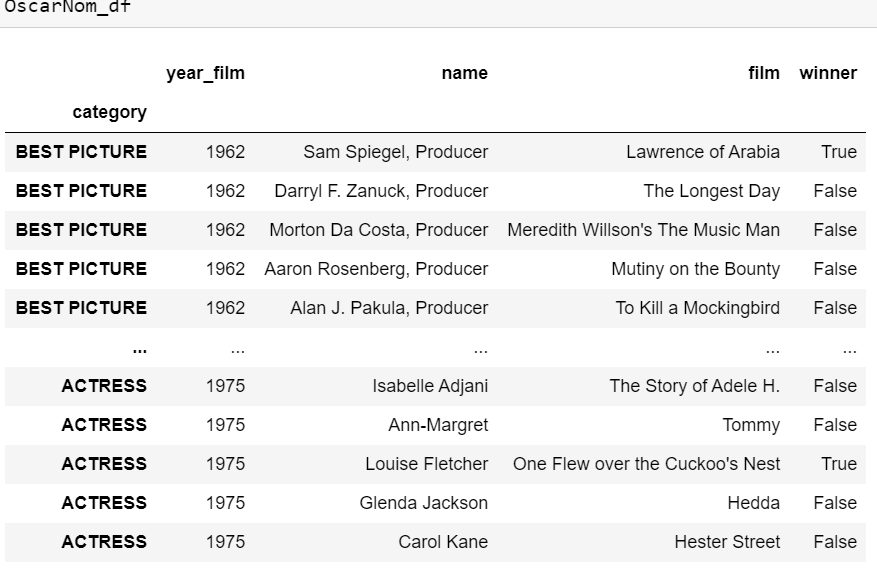 OscarNom_df
year_film name film winner
category
BEST PICTURE 1962 Sam Spiegel, Producer Lawrence of Arabia True
BEST PICTURE 1962 Darryl F. Zanuck, Producer The Longest Day False
BEST PICTURE 1962 Morton Da Costa, Producer Meredith Willson's The Music Man False
BEST PICTURE 1962 Aaron Rosenberg, Producer Mutiny on the Bounty False
BEST PICTURE 1962 Alan J. Pakula, Producer To Kill a Mockingbird False
... ... ... ... ...
ACTRESS 1975 Isabelle Adjani The Story of Adele H. False
ACTRESS 1975 Ann-Margret Tommy False
ACTRESS 1975 Louise Fletcher One Flew over the Cuckoo's Nest True
ACTRESS 1975 Glenda Jackson Hedda False
ACTRESS 1975 Carol Kane Hester Street False